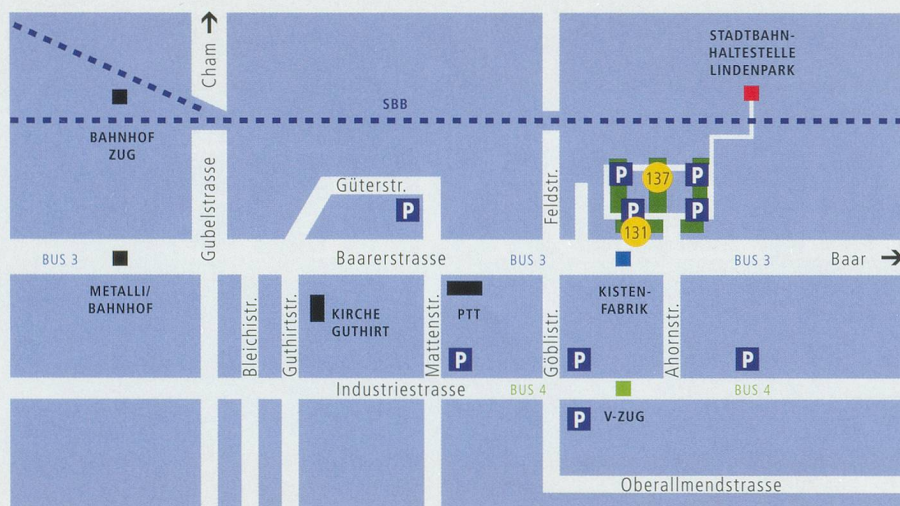 STADTBAHN-
HALTESTELLE
LINDENPARK
Cham
SBB
BAHNHOF
ZUG
Gubelstrasse
Güterstr.
P
Feldstr.
P
137
P
P
P
131
BUS 3
Baarerstrasse
BUS 3
BUS 3
Baar
METALLI/
BAHNHOF
Bleichistr.
Guthirtstr.
KIRCHE
GUTHIRT
Mattenstr.
PTT
P
Göblistr.
KISTEN-
FABRIK
P
Ahornstr.
P
Industriestrasse
BUS 4
BUS 4
P
V-ZUG
Oberallmendstrasse